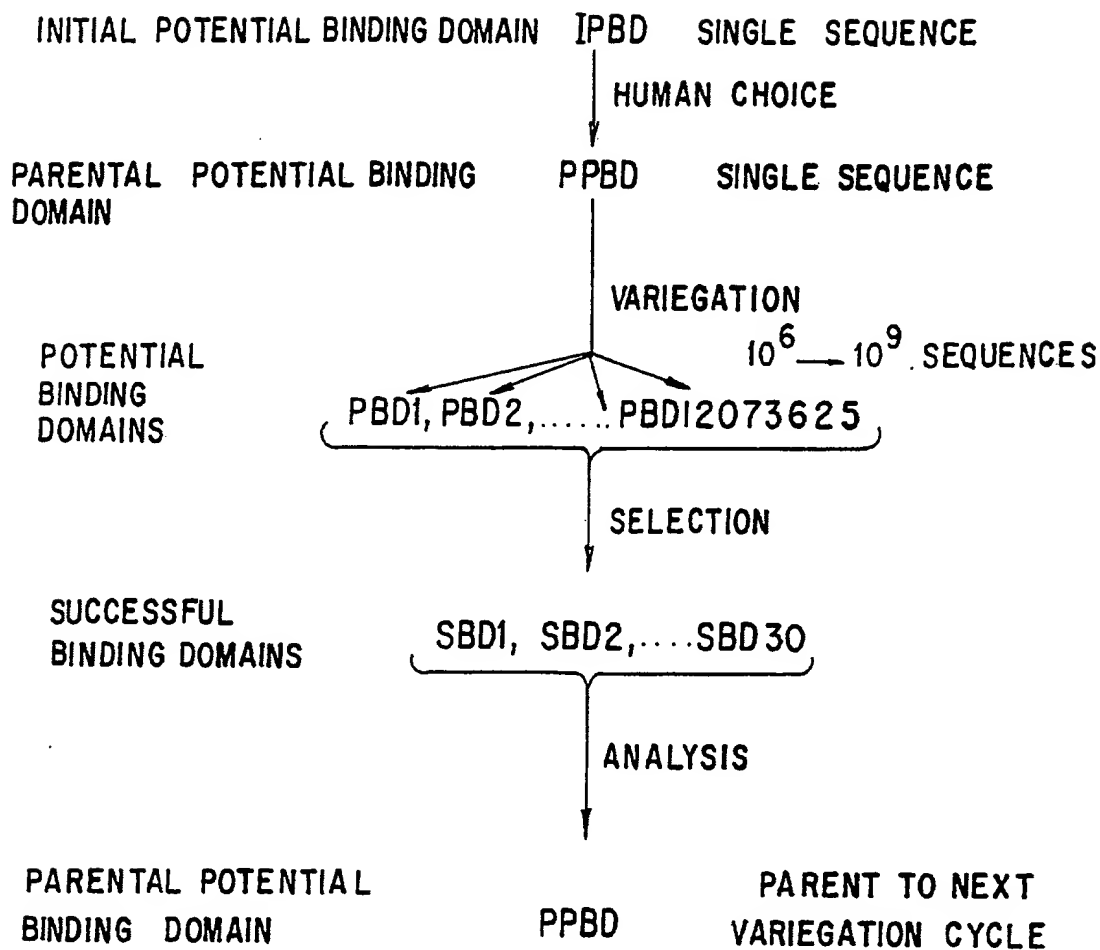 INITIAL POTENTIAL BINDING DOMAIN IPBD SINGLE SEQUENCE
HUMAN CHOICE
PARENTAL POTENTIAL BINDING DOMAIN PPBD SINGLE SEQUENCE
VARIEGATION
10^6 → 10^9 . SEQUENCES
POTENTIAL
BINDING
DOMAINS
PBD1, PBD2, ...... PBD12073625
SELECTION
SUCCESSFUL
BINDING DOMAINS
SBD1, SBD2, .... SBD30
ANALYSIS
PARENTAL POTENTIAL
BINDING DOMAIN
PPBD
PARENT TO NEXT
VARIEGATION CYCLE